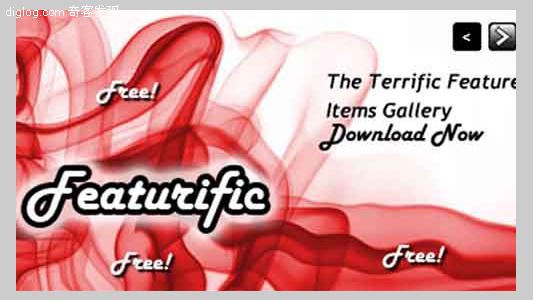 diglog.com 奇客发现
<
>
Free!
The Terrific Feature
Items Gallery
Download Now
Featurific
Free!
Free!